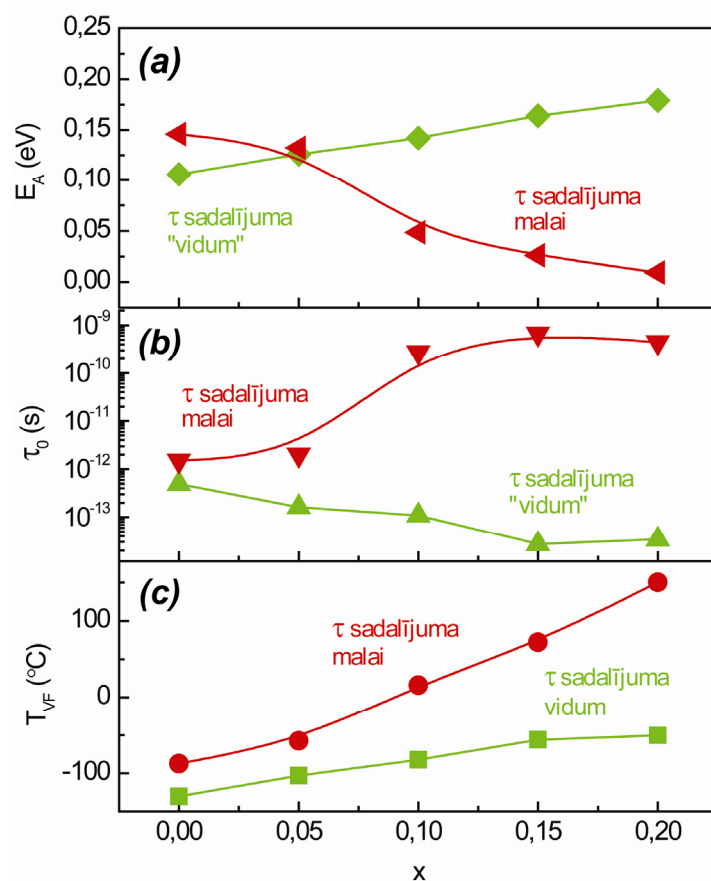 0,25
0,20
0,15
0,10
0,05
0,00
E_A (eV)
(a)
τ sadalījuma
"vidum"
τ sadalījuma
malai
10⁻⁹
10⁻¹⁰
10⁻¹¹
10⁻¹²
10⁻¹³
τ₀ (s)
(b)
τ sadalījuma
malai
τ sadalījuma
"vidum"
100
0
-100
T_VF (°C)
(c)
τ sadalījuma
malai
τ sadalījuma
vidum
0,00 0,05 0,10 0,15 0,20
x